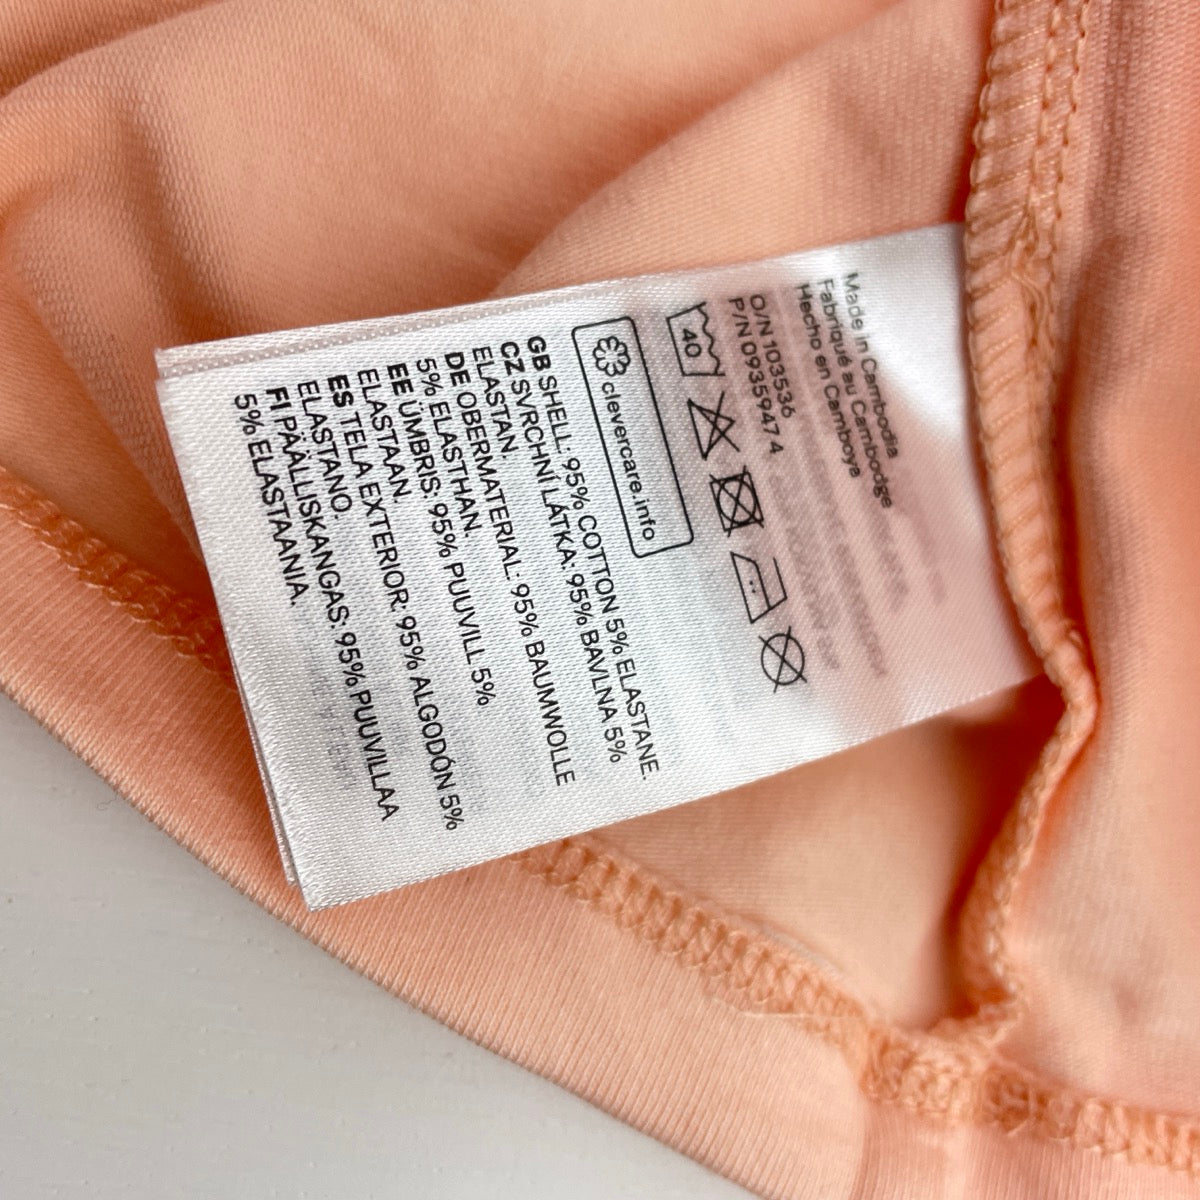 Made in Cambodia
Fabriqué au Cambodge
Hecho en Camboya
O/N 103536
P/N 0935947 4
40
clevercare.info
GB SHELL: 95% COTTON 5% ELASTANE.
CZ SVRCHNÍ LÁTKA: 95% BAVLNA 5%
ELASTAN.
DE OBERMATERIAL: 95% BAUMWOLLE
5% ELASTHAN.
EE ÜMBRIS: 95% PUUVILL 5%
ELASTAAN.
ES TELA EXTERIOR: 95% ALGODÓN 5%
ELASTANO.
FI PÄÄLLISKANGAS: 95% PUUVILLAA
5% ELASTAANIA.